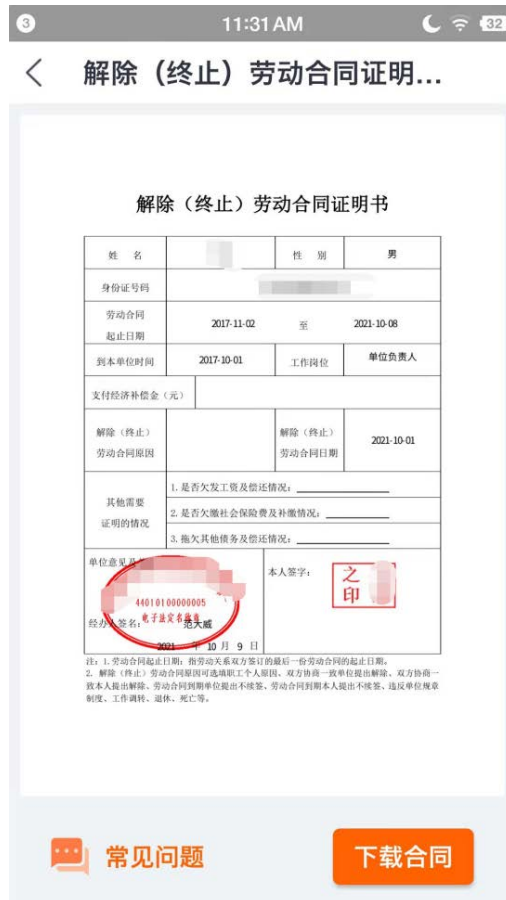 3
11:31 AM
32
解除（终止）劳动合同证明...
解除（终止）劳动合同证明书
姓 名
性 别
男
身份证号码
劳动合同
起止日期
2017-11-02
至
2021-10-08
到本单位时间
2017-10-01
工作岗位
单位负责人
支付经济补偿金（元）
解除（终止）
劳动合同原因
解除（终止）
劳动合同日期
2021-10-01
其他需要
证明的情况
1. 是否欠发工资及偿还情况：
2. 是否欠缴社会保险费及补缴情况：
3. 拖欠其他债务及偿还情况：
单位意见及
44010100000005
电子法定名章
经办人签名：
范大威
2021 年 10 月 9 日
本人签字：
之
印
注：1. 劳动合同起止日期：指劳动关系双方签订的最后一份劳动合同的起止日期。
2. 解除（终止）劳动合同原因可选填职工个人原因、双方协商一致单位提出解除、双方协商一
致本人提出解除、劳动合同到期单位提出不续签、劳动合同到期本人提出不续签、违反单位规章
制度、工作调转、退休、死亡等。
常见问题
下载合同